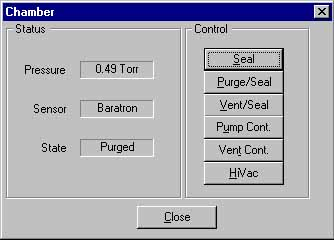 Chamber
Status
Control
Pressure 0.49 Torr
Sensor Baratron
State Purged
Seal
Purge/Seal
Vent/Seal
Pump Cont.
Vent Cont.
HiVac
Close